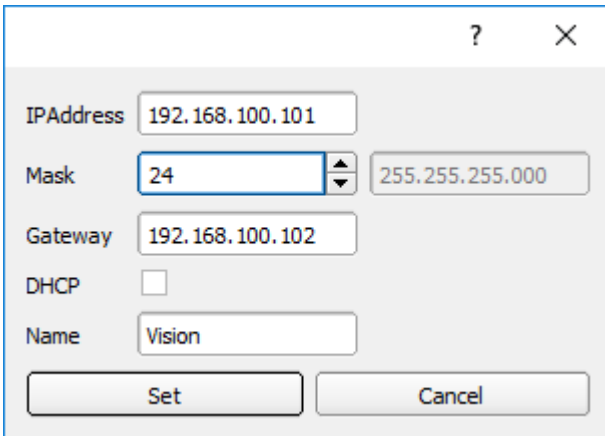 ?
IPAddress 192.168.100.101
Mask 24 255.255.255.000
Gateway 192.168.100.102
DHCP
Name Vision
Set Cancel